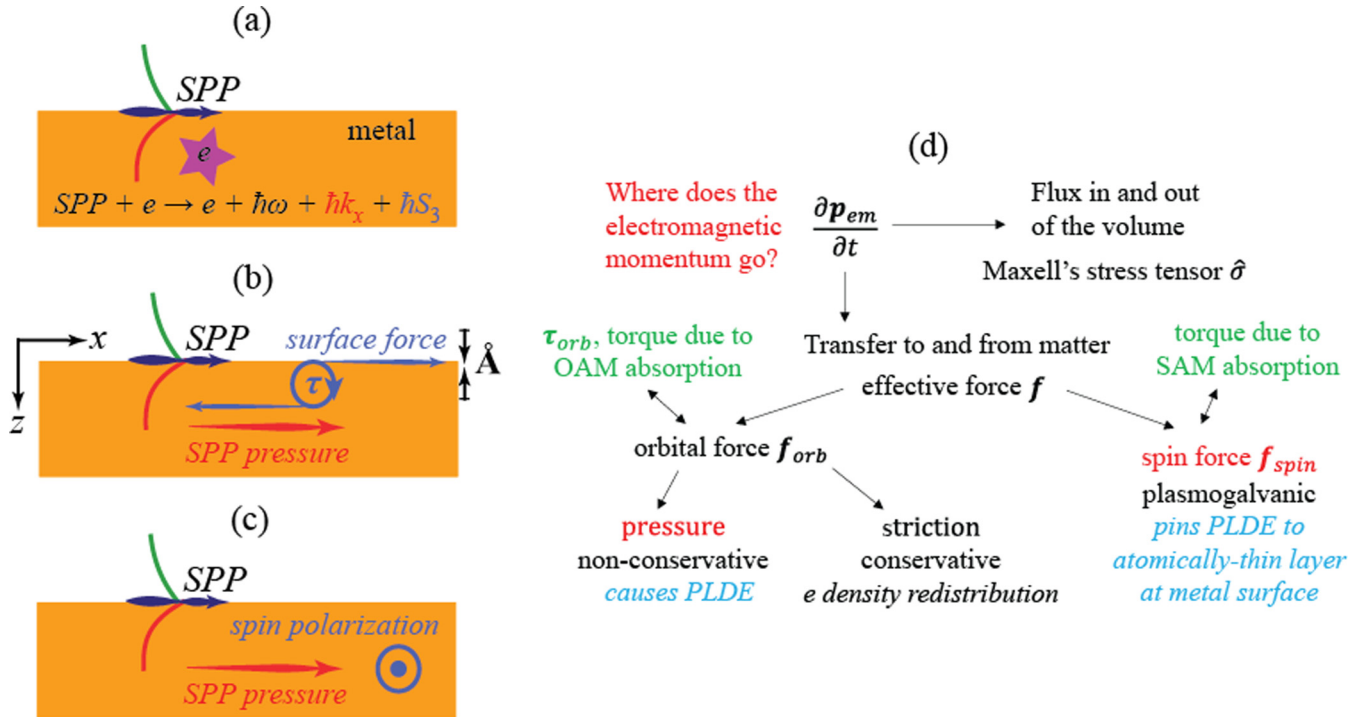 (a)
SPP
metal
e
SPP + e → e + ħω + ħkₓ + ħS₃
(b)
x
z
SPP
surface force
Å
τ
SPP pressure
(c)
SPP
spin polarization
SPP pressure
(d)
Where does the
electromagnetic
momentum go?
∂p_em/∂t
Flux in and out
of the volume
Maxell's stress tensor σ̂
τ_orb, torque due to
OAM absorption
Transfer to and from matter
effective force f
torque due to
SAM absorption
orbital force f_orb
spin force f_spin
plasmogalvanic
pins PLDE to
atomically-thin layer
at metal surface
pressure
non-conservative
causes PLDE
striction
conservative
e density redistribution